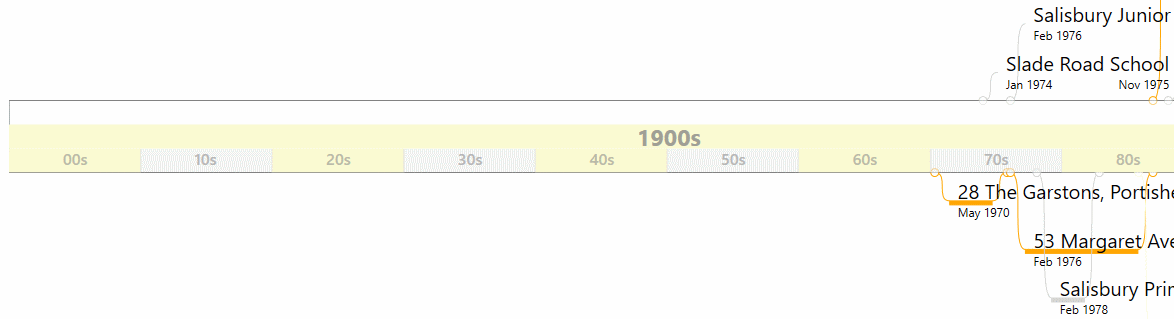 Salisbury Junior
Feb 1976
Slade Road School
Jan 1974
Nov 1975
1900s
00s 10s 20s 30s 40s 50s 60s 70s 80s
28 The Garstons, Portishe
May 1970
53 Margaret Ave
Feb 1976
Salisbury Prin
Feb 1978